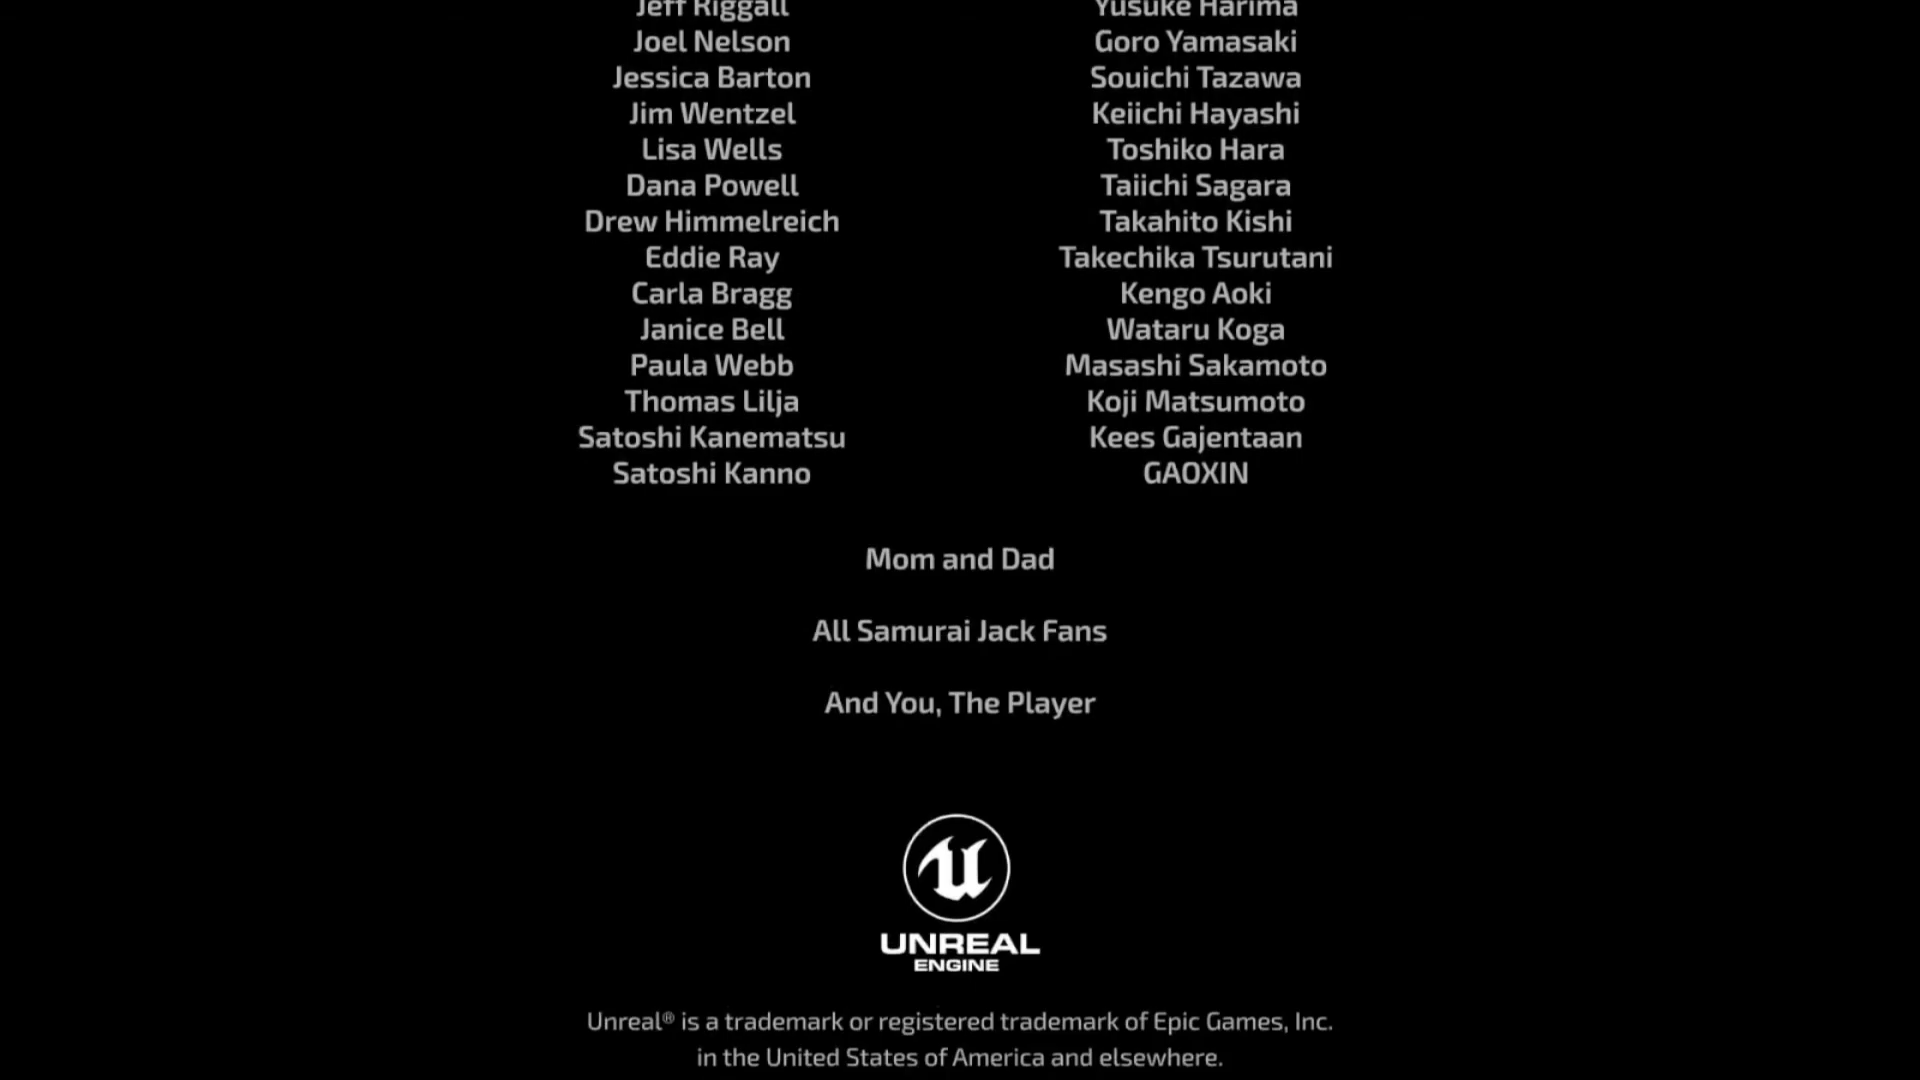 Jeff Riggall
Yusuke Harima
Joel Nelson
Goro Yamasaki
Jessica Barton
Souichi Tazawa
Jim Wentzel
Keiichi Hayashi
Lisa Wells
Toshiko Hara
Dana Powell
Taiichi Sagara
Drew Himmelreich
Takahito Kishi
Eddie Ray
Takechika Tsurutani
Carla Bragg
Kengo Aoki
Janice Bell
Wataru Koga
Paula Webb
Masashi Sakamoto
Thomas Lilja
Koji Matsumoto
Satoshi Kanematsu
Kees Gajentaan
Satoshi Kanno
GAOXIN
Mom and Dad
All Samurai Jack Fans
And You, The Player
UNREAL
ENGINE
Unreal® is a trademark or registered trademark of Epic Games, Inc.
in the United States of America and elsewhere.